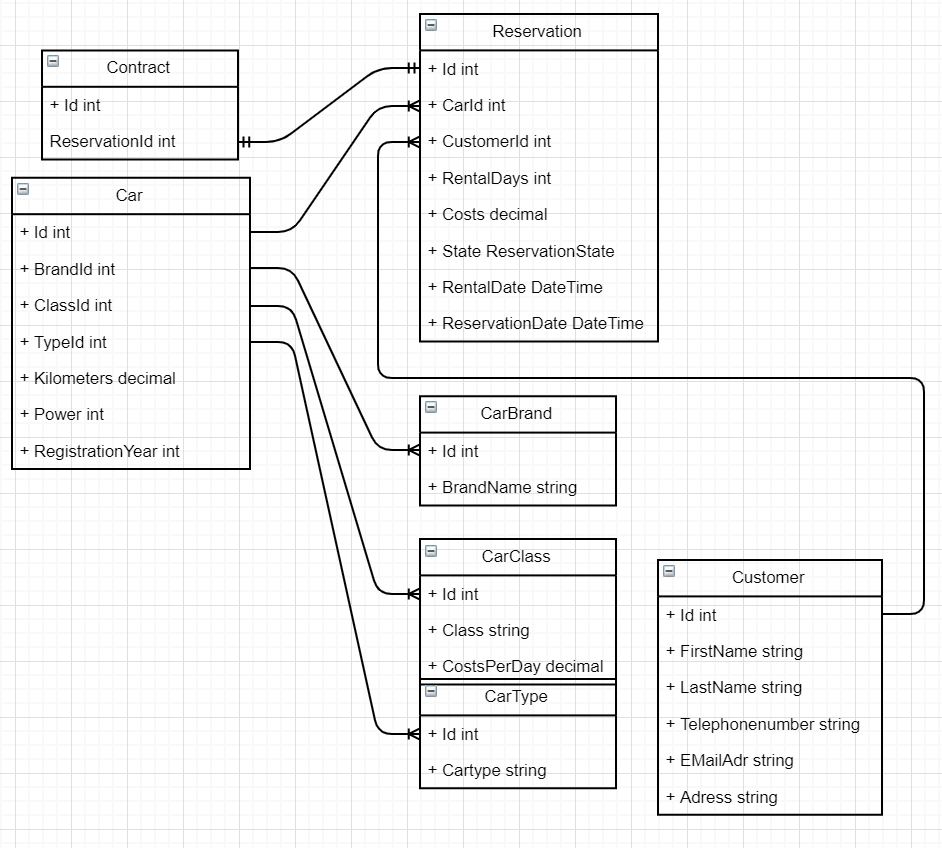 Contract
+ Id int
ReservationId int
Car
+ Id int
+ BrandId int
+ ClassId int
+ TypeId int
+ Kilometers decimal
+ Power int
+ RegistrationYear int
Reservation
+ Id int
+ CarId int
+ CustomerId int
+ RentalDays int
+ Costs decimal
+ State ReservationState
+ RentalDate DateTime
+ ReservationDate DateTime
CarBrand
+ Id int
+ BrandName string
CarClass
+ Id int
+ Class string
+ CostsPerDay decimal
CarType
+ Id int
+ Cartype string
Customer
+ Id int
+ FirstName string
+ LastName string
+ Telephonenumber string
+ EMailAdr string
+ Adress string